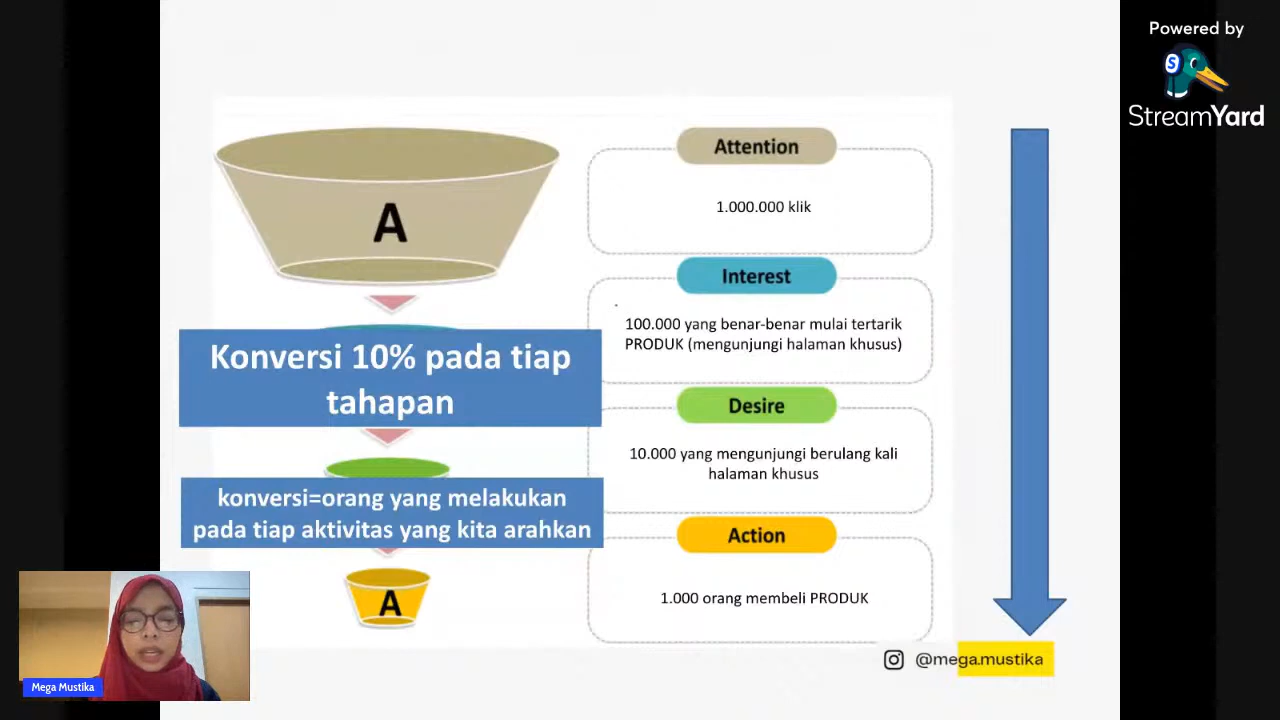 Powered by
S
StreamYard
Attention
1.000.000 klik
A
Interest
100.000 yang benar-benar mulai tertarik
PRODUK (mengunjungi halaman khusus)
Konversi 10% pada tiap
tahapan
Desire
10.000 yang mengunjungi berulang kali
halaman khusus
konversi=orang yang melakukan
pada tiap aktivitas yang kita arahkan
Action
1.000 orang membeli PRODUK
A
@mega.mustika
Mega Mustika